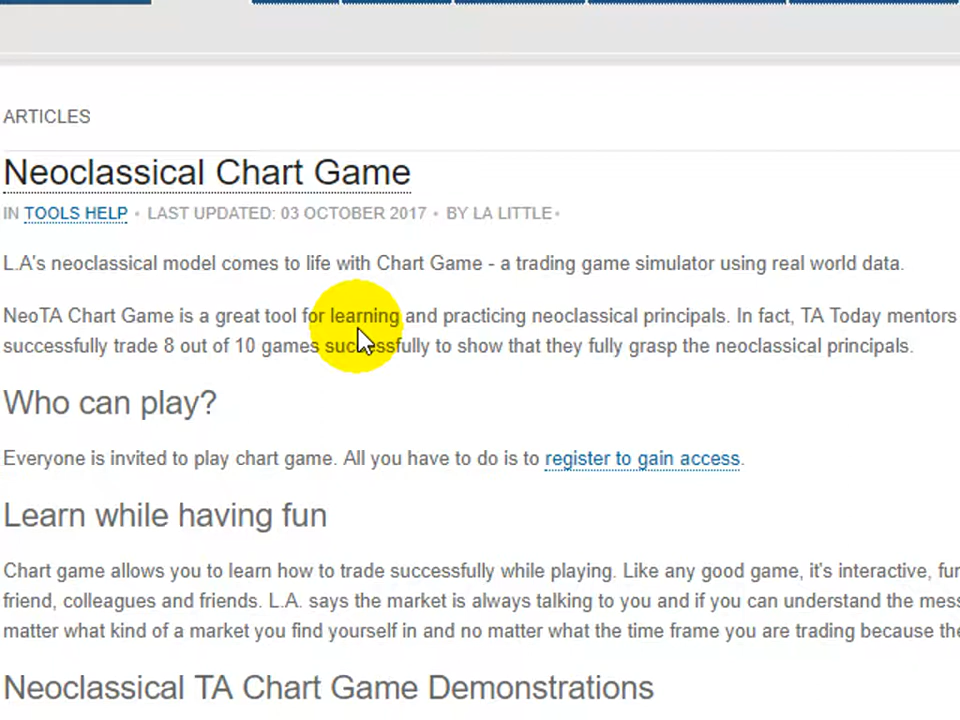 ARTICLES
Neoclassical Chart Game
IN TOOLS HELP • LAST UPDATED: 03 OCTOBER 2017 • BY LA LITTLE •
L.A's neoclassical model comes to life with Chart Game - a trading game simulator using real world data.
NeoTA Chart Game is a great tool for learning and practicing neoclassical principals. In fact, TA Today mentors
successfully trade 8 out of 10 games successfully to show that they fully grasp the neoclassical principals.
Who can play?
Everyone is invited to play chart game. All you have to do is to register to gain access.
Learn while having fun
Chart game allows you to learn how to trade successfully while playing. Like any good game, it's interactive, fun
friend, colleagues and friends. L.A. says the market is always talking to you and if you can understand the mess
matter what kind of a market you find yourself in and no matter what the time frame you are trading because the
Neoclassical TA Chart Game Demonstrations